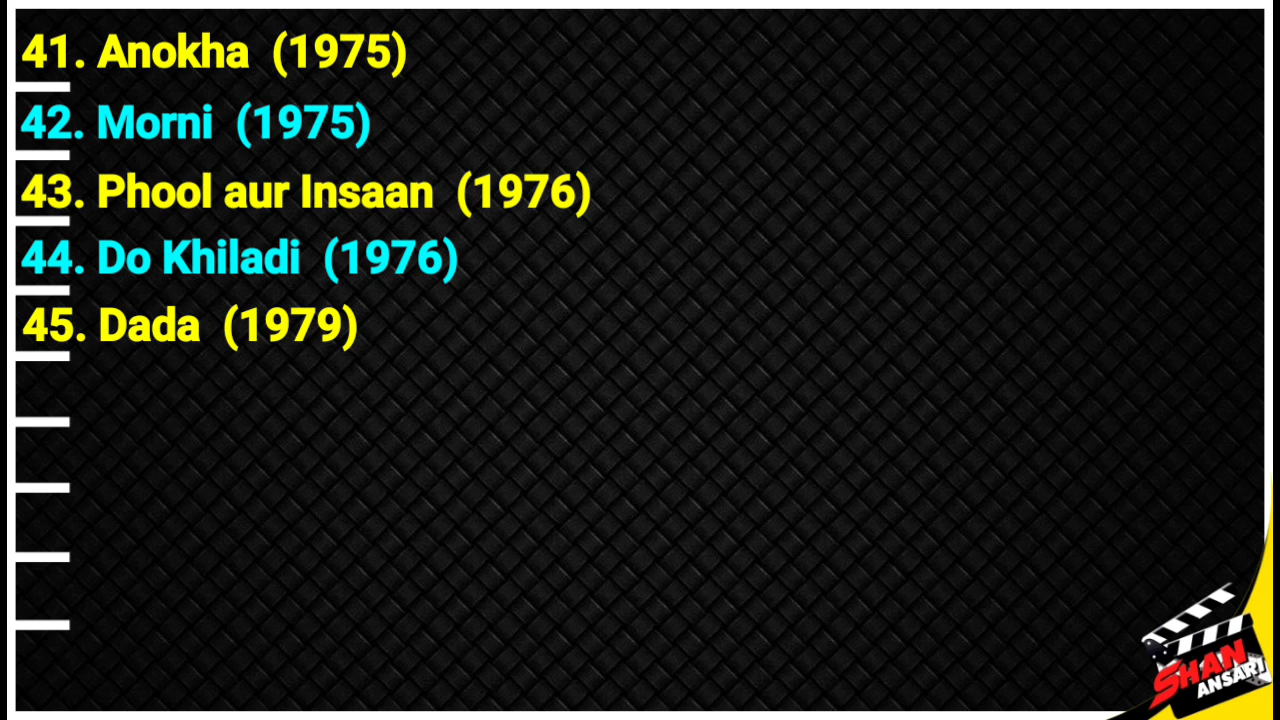 41. Anokha (1975)
42. Morni (1975)
43. Phool aur Insaan (1976)
44. Do Khiladi (1976)
45. Dada (1979)
SHAN
ANSARI